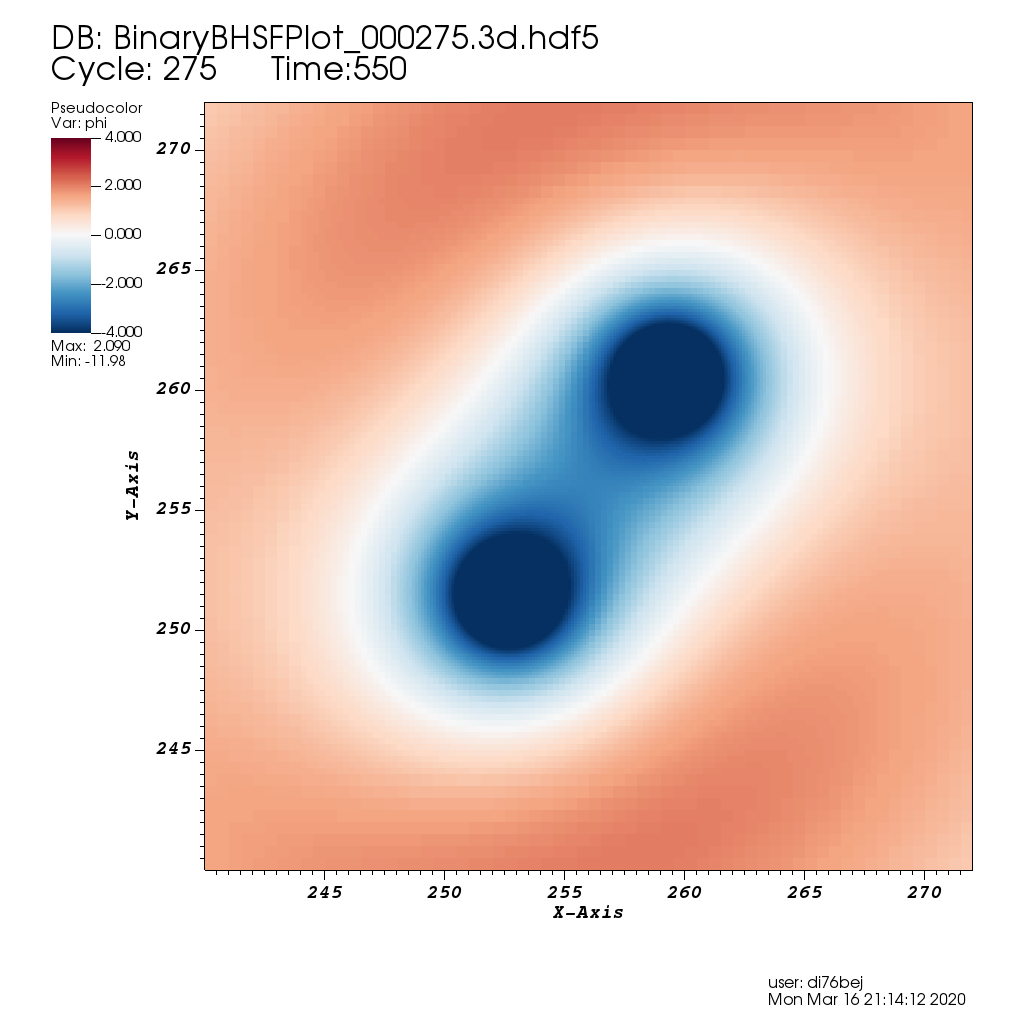 DB: BinaryBHSFPlot_000275.3d.hdf5
Cycle: 275 Time:550
Pseudocolor
Var: phi
4.000
2.000
0.000
-2.000
-4.000
Max: 2.090
Min: -11.98
270
265
260
255
250
245
Y-Axis
245 250 255 260 265 270
X-Axis
user: di76bej
Mon Mar 16 21:14:12 2020